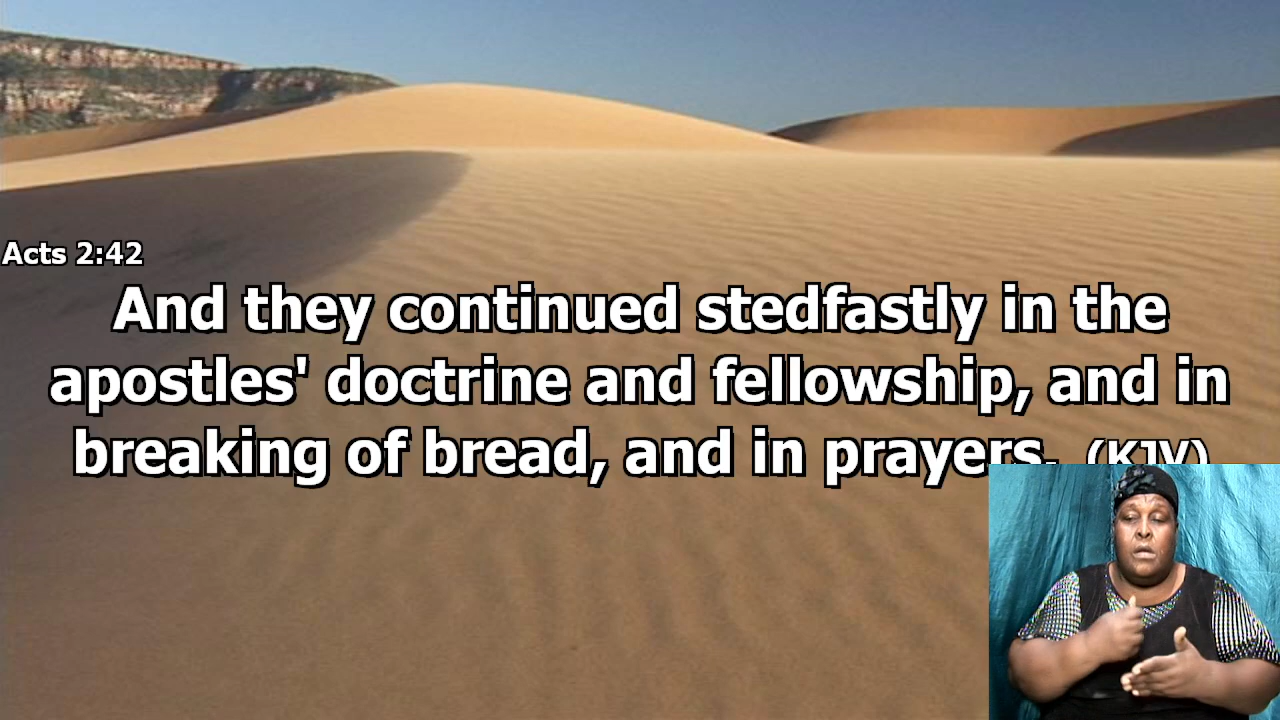 Acts 2:42
And they continued stedfastly in the
apostles' doctrine and fellowship, and in
breaking of bread, and in prayers. (KJV)